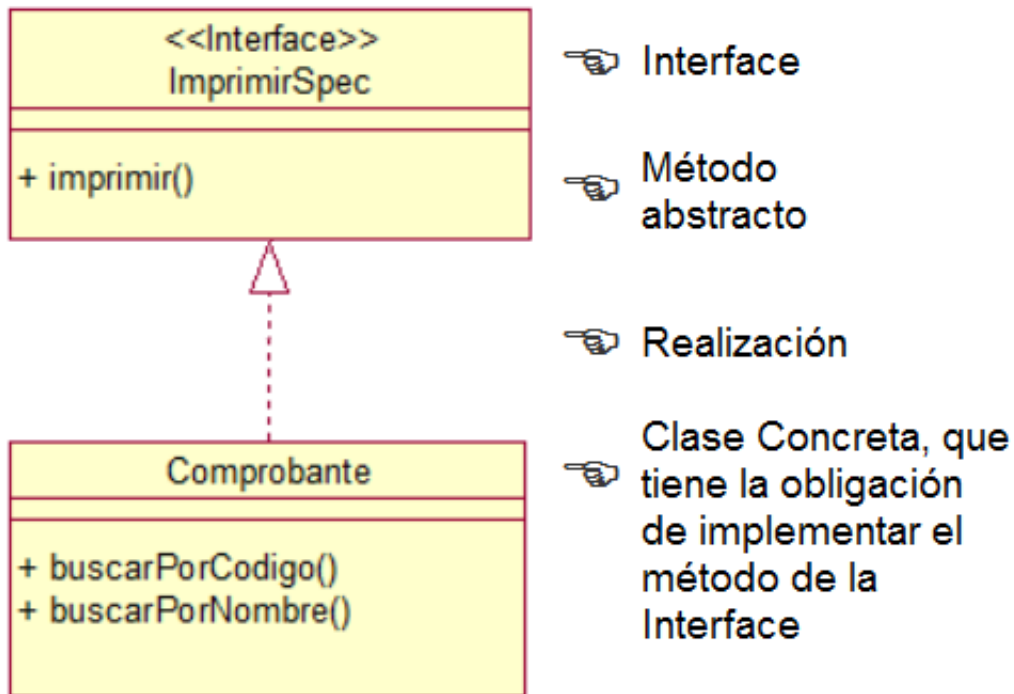 <<Interface>>
ImprimirSpec
+ imprimir()
Comprobante
+ buscarPorCodigo()
+ buscarPorNombre()
Interface
Método
abstracto
Realización
Clase Concreta, que
tiene la obligación
de implementar el
método de la
Interface